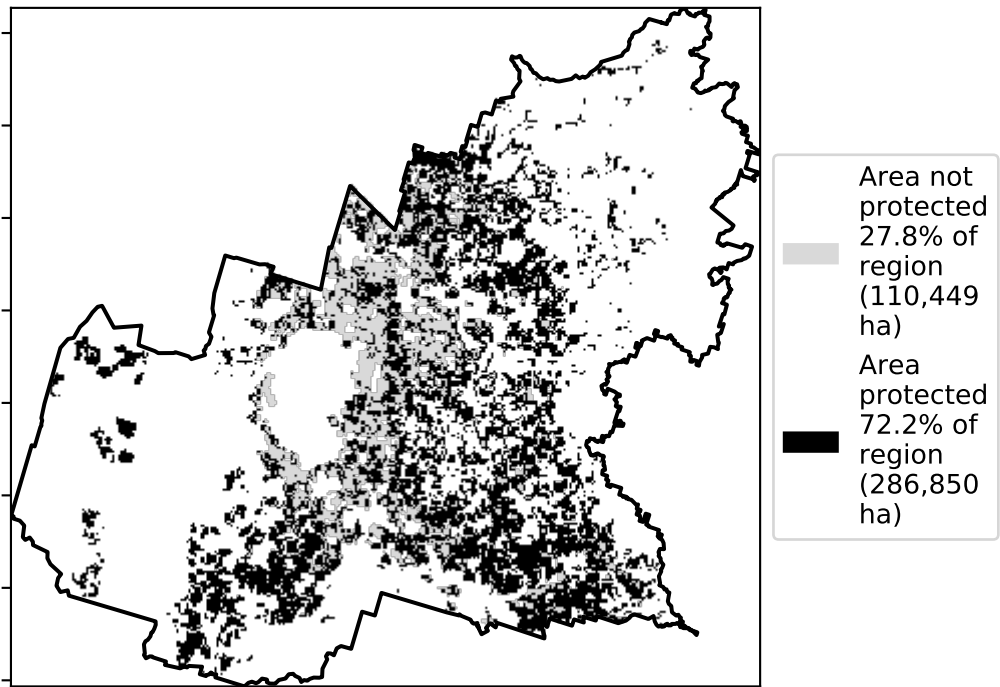 Area not
protected
27.8% of
region
(110,449
ha)
Area
protected
72.2% of
region
(286,850
ha)